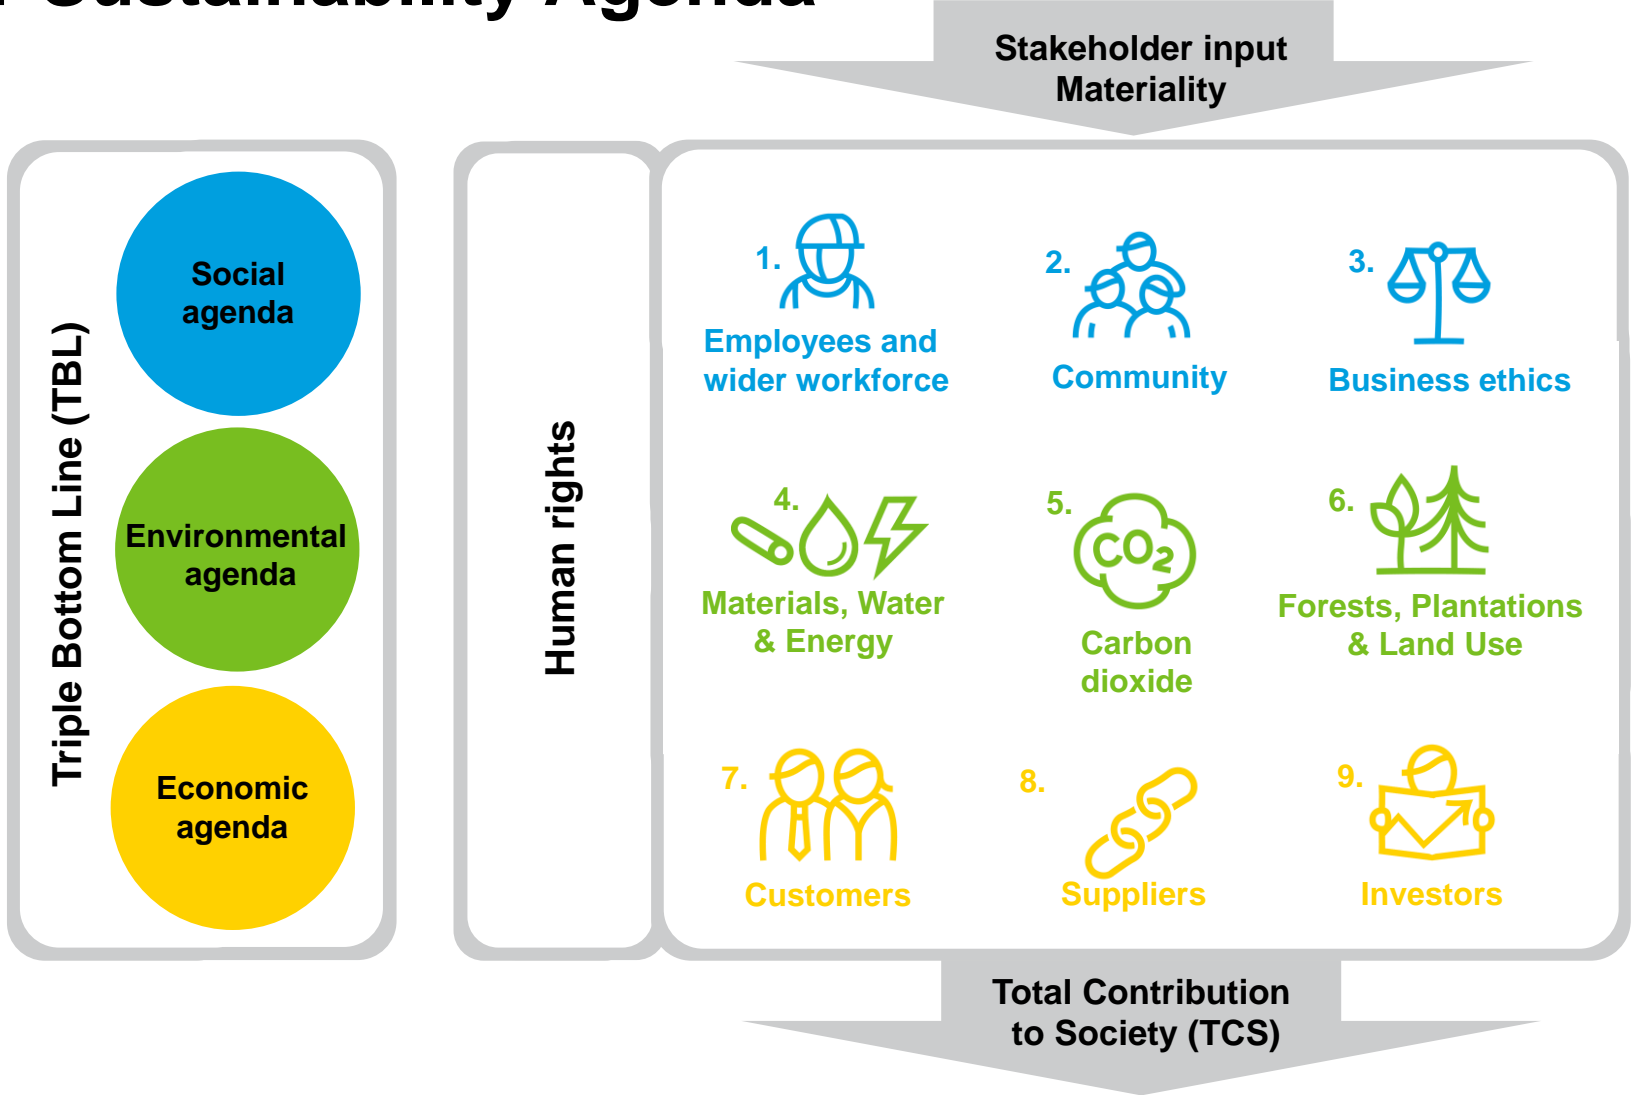 Sustainability Agenda
Stakeholder input
Materiality
Triple Bottom Line (TBL)
Social
agenda
Environmental
agenda
Economic
agenda
Human rights
1.
Employees and
wider workforce
2.
Community
3.
Business ethics
4.
Materials, Water
& Energy
5.
CO2
Carbon
dioxide
6.
Forests, Plantations
& Land Use
7.
Customers
8.
Suppliers
9.
Investors
Total Contribution
to Society (TCS)